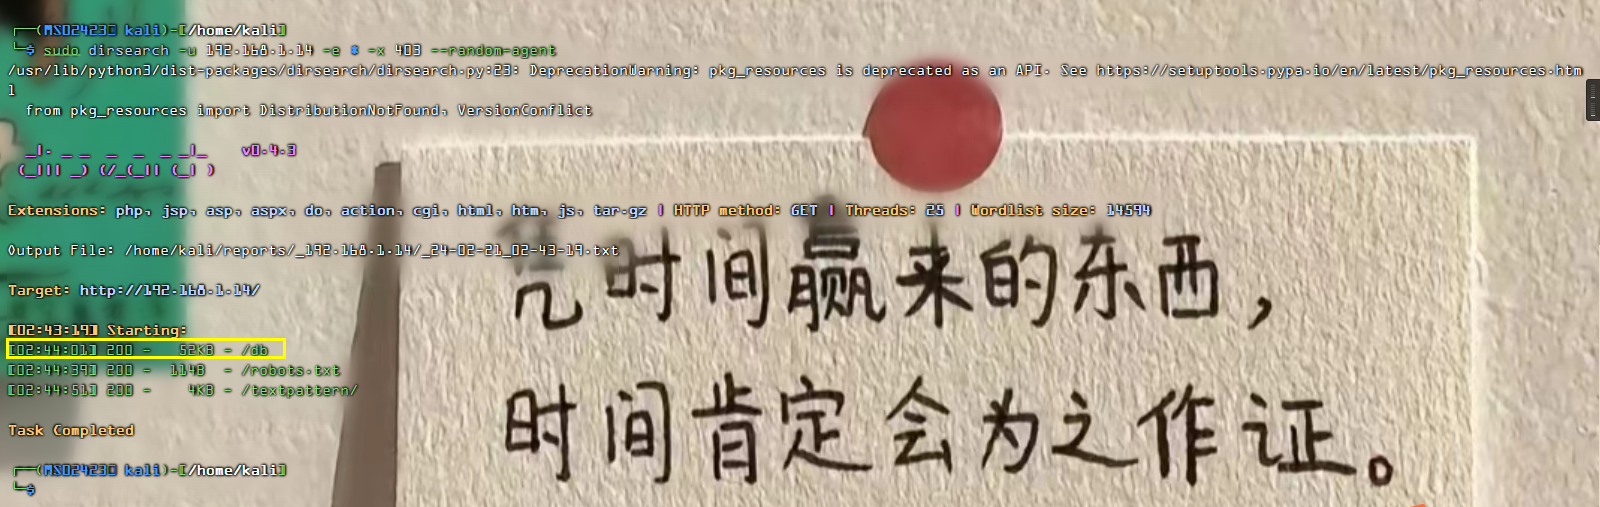 ┌──(MS02423㉿kali)-[/home/kali]
└─$ sudo dirsearch -u 192.168.1.14 -e * -x 403 --random-agent
/usr/lib/python3/dist-packages/dirsearch/dirsearch.py:23: DeprecationWarning: pkg_resources is deprecated as an API. See https://setuptools.pypa.io/en/latest/pkg_resources.htm
l
from pkg_resources import DistributionNotFound, VersionConflict
_|. _ _  _  _  _ _|_    v0.4.3
(_||| _) (/_(_|| (_| )
Extensions: php, jsp, asp, aspx, do, action, cgi, html, htm, js, tar.gz | HTTP method: GET | Threads: 25 | Wordlist size: 14594
Output File: /home/kali/reports/_192.168.1.14/_24-02-21_02-43-19.txt
Target: http://192.168.1.14/
[02:43:19] Starting:
[02:44:01] 200 -   52KB - /db
[02:44:39] 200 -  114B  - /robots.txt
[02:44:51] 200 -    4KB - /textpattern/
Task Completed
┌──(MS02423㉿kali)-[/home/kali]
└─$
时间赢来的东西，
时间肯定会为之作证。